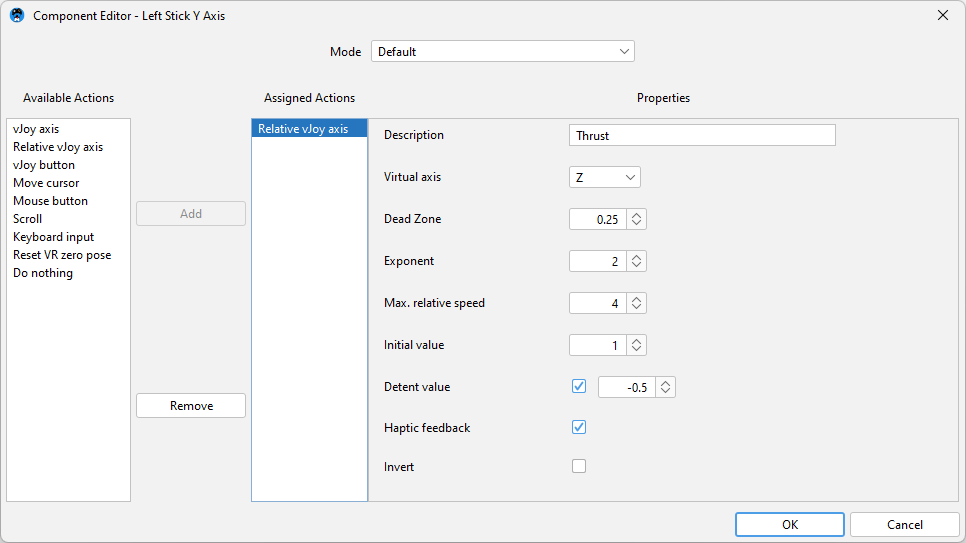 Component Editor - Left Stick Y Axis
Mode Default
Available Actions
vJoy axis
Relative vJoy axis
vJoy button
Move cursor
Mouse button
Scroll
Keyboard input
Reset VR zero pose
Do nothing
Add
Remove
Assigned Actions
Relative vJoy axis
Properties
Description Thrust
Virtual axis Z
Dead Zone 0.25
Exponent 2
Max. relative speed 4
Initial value 1
Detent value -0.5
Haptic feedback
Invert
OK Cancel